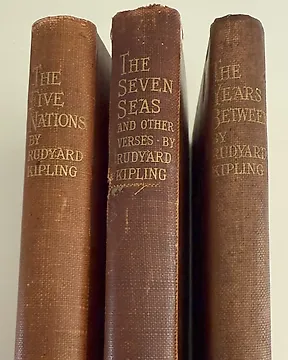 THE
FIVE
NATIONS
BY
RUDYARD
KIPLING
THE
SEVEN
SEAS
AND OTHER
VERSES · BY
RUDYARD
KIPLING
THE
YEARS
BETWEEN
BY
RUDYARD
KIPLING